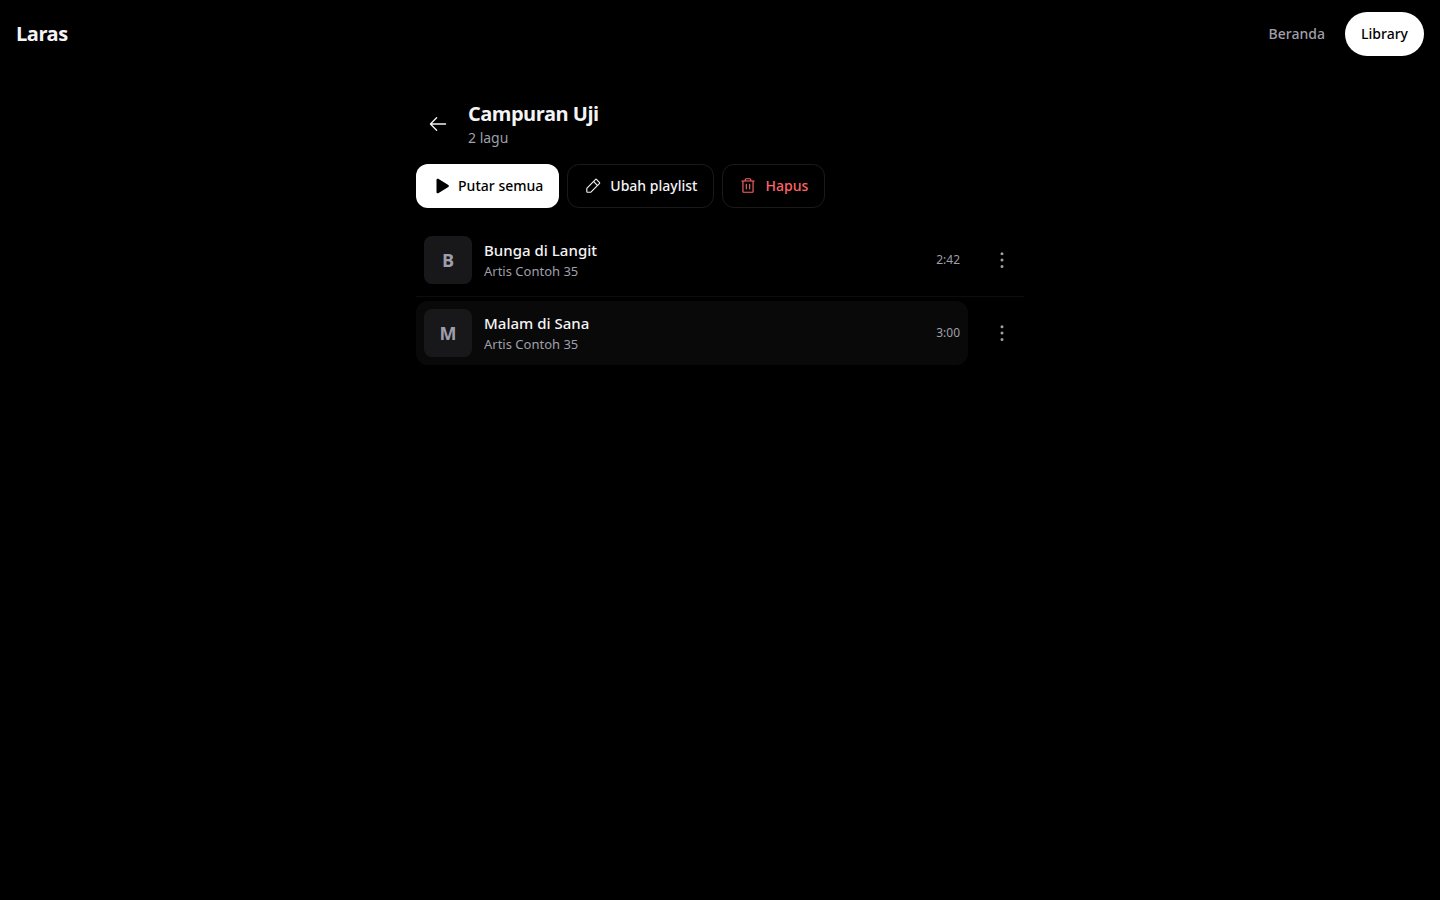 Laras
Beranda
Library
Campuran Uji
2 lagu
Putar semua
Ubah playlist
Hapus
B
Bunga di Langit
Artis Contoh 35
2:42
M
Malam di Sana
Artis Contoh 35
3:00